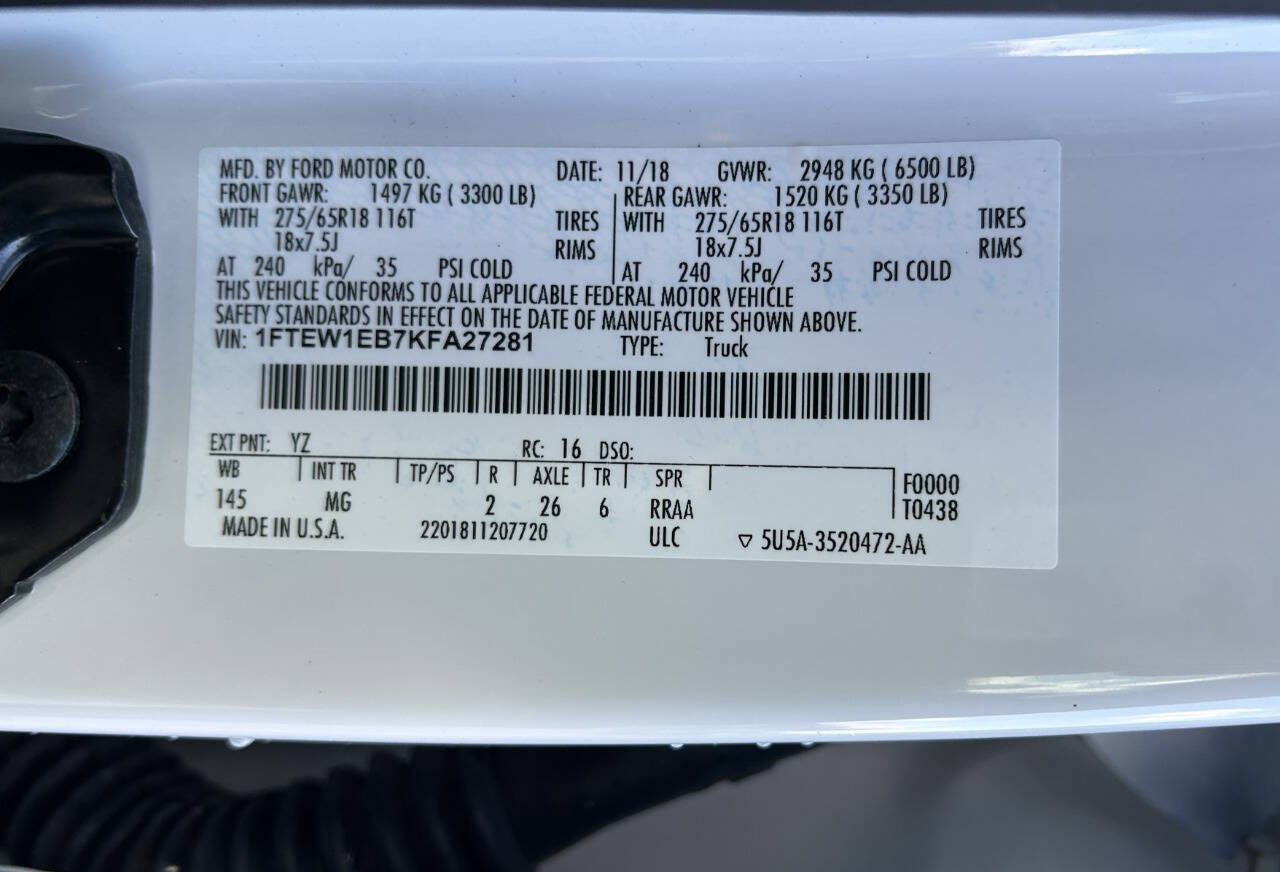 MFD. BY FORD MOTOR CO. DATE: 11/18 GVWR: 2948 KG ( 6500 LB)
FRONT GAWR: 1497 KG ( 3300 LB) REAR GAWR: 1520 KG ( 3350 LB)
WITH 275/65R18 116T TIRES WITH 275/65R18 116T TIRES
18x7.5J RIMS 18x7.5J RIMS
AT 240 kPa/ 35 PSI COLD AT 240 kPa/ 35 PSI COLD
THIS VEHICLE CONFORMS TO ALL APPLICABLE FEDERAL MOTOR VEHICLE
SAFETY STANDARDS IN EFFECT ON THE DATE OF MANUFACTURE SHOWN ABOVE.
VIN: 1FTEW1EB7KFA27281 TYPE: Truck
EXT PNT: YZ RC: 16 DSO:
WB INT TR TP/PS R AXLE TR SPR F0000
145 MG 2 26 6 RRAA T0438
MADE IN U.S.A. 2201811207720 ULC ▽ 5U5A-3520472-AA